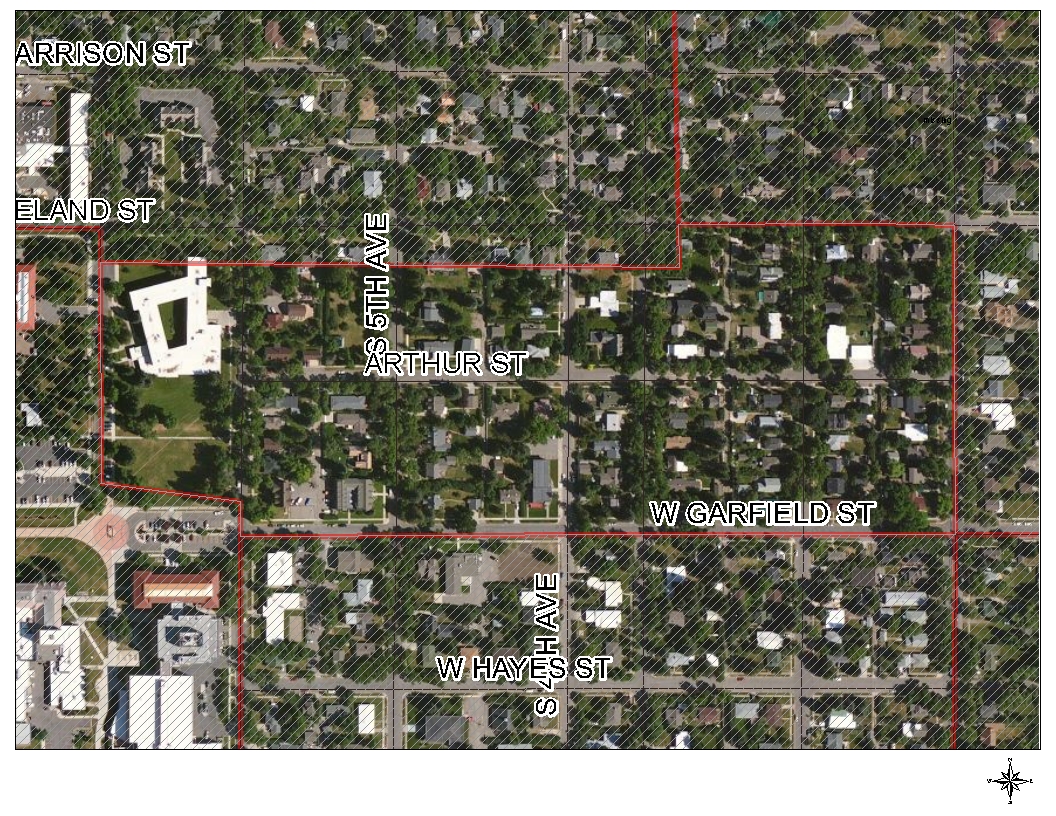 ARRISON ST
ELAND ST
S 5TH AVE
ARTHUR ST
W GARFIELD ST
S 4TH AVE
W HAYES ST